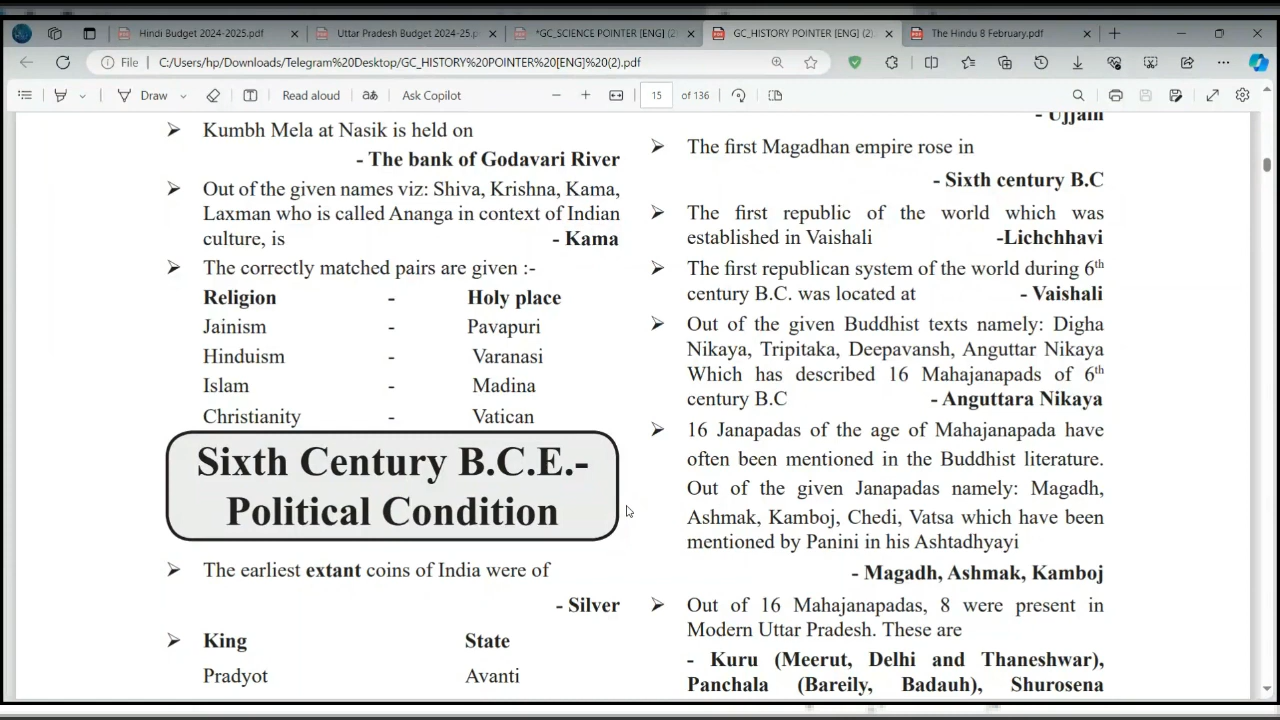 Hindi Budget 2024-2025.pdf
Uttar Pradesh Budget 2024-25.p
*GC_SCIENCE POINTER [ENG] (2)
GC_HISTORY POINTER [ENG] (2)
The Hindu 8 February.pdf
File
C:/Users/hp/Downloads/Telegram%20Desktop/GC_HISTORY%20POINTER%20[ENG]%20(2).pdf
Draw
Read aloud
Ask Copilot
15 of 136
➢ Kumbh Mela at Nasik is held on
- The bank of Godavari River
➢ Out of the given names viz: Shiva, Krishna, Kama,
Laxman who is called Ananga in context of Indian
culture, is - Kama
➢ The correctly matched pairs are given :-
Religion - Holy place
Jainism - Pavapuri
Hinduism - Varanasi
Islam - Madina
Christianity - Vatican
Sixth Century B.C.E.-
Political Condition
➢ The earliest extant coins of India were of
- Silver
➢ King State
Pradyot Avanti
- Ujjain
➢ The first Magadhan empire rose in
- Sixth century B.C
➢ The first republic of the world which was
established in Vaishali -Lichchhavi
➢ The first republican system of the world during 6th
century B.C. was located at - Vaishali
➢ Out of the given Buddhist texts namely: Digha
Nikaya, Tripitaka, Deepavansh, Anguttar Nikaya
Which has described 16 Mahajanapads of 6th
century B.C - Anguttara Nikaya
➢ 16 Janapadas of the age of Mahajanapada have
often been mentioned in the Buddhist literature.
Out of the given Janapadas namely: Magadh,
Ashmak, Kamboj, Chedi, Vatsa which have been
mentioned by Panini in his Ashtadhyayi
- Magadh, Ashmak, Kamboj
➢ Out of 16 Mahajanapadas, 8 were present in
Modern Uttar Pradesh. These are
- Kuru (Meerut, Delhi and Thaneshwar),
Panchala (Bareily, Badauh), Shurosena